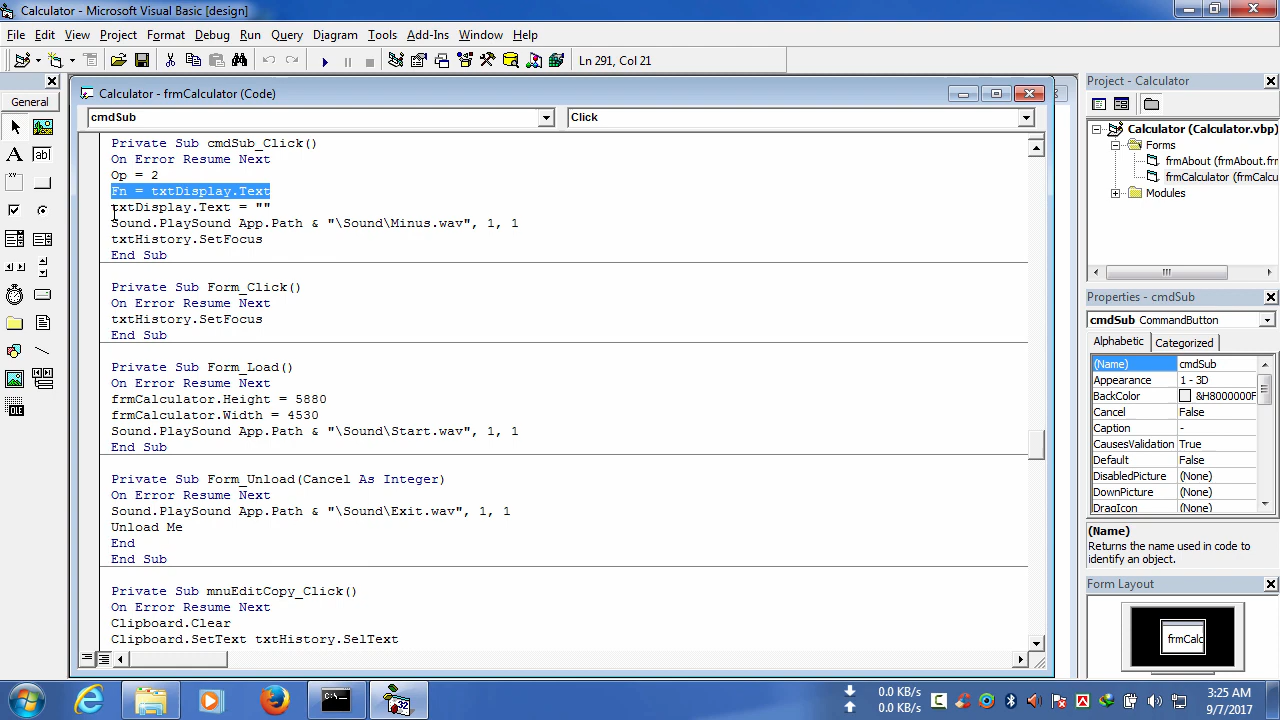 Calculator - Microsoft Visual Basic [design]
File Edit View Project Format Debug Run Query Diagram Tools Add-Ins Window Help
Ln 291, Col 21
General
Calculator - frmCalculator (Code)
cmdSub Click
Private Sub cmdSub_Click()
On Error Resume Next
Op = 2
Fn = txtDisplay.Text
txtDisplay.Text = ""
Sound.PlaySound App.Path & "\Sound\Minus.wav", 1, 1
txtHistory.SetFocus
End Sub
Private Sub Form_Click()
On Error Resume Next
txtHistory.SetFocus
End Sub
Private Sub Form_Load()
On Error Resume Next
frmCalculator.Height = 5880
frmCalculator.Width = 4530
Sound.PlaySound App.Path & "\Sound\Start.wav", 1, 1
End Sub
Private Sub Form_Unload(Cancel As Integer)
On Error Resume Next
Sound.PlaySound App.Path & "\Sound\Exit.wav", 1, 1
Unload Me
End
End Sub
Private Sub mnuEditCopy_Click()
On Error Resume Next
Clipboard.Clear
Clipboard.SetText txtHistory.SelText
Project - Calculator
Calculator (Calculator.vbp)
Forms
frmAbout (frmAbout.fr
frmCalculator (frmCalcu
Modules
Properties - cmdSub
cmdSub CommandButton
Alphabetic Categorized
(Name) cmdSub
Appearance 1 - 3D
BackColor &H8000000F
Cancel False
Caption -
CausesValidation True
Default False
DisabledPicture (None)
DownPicture (None)
DragIcon (None)
(Name)
Returns the name used in code to
identify an object.
Form Layout
frmCalc
0.0 KB/s
0.0 KB/s
3:25 AM
9/7/2017